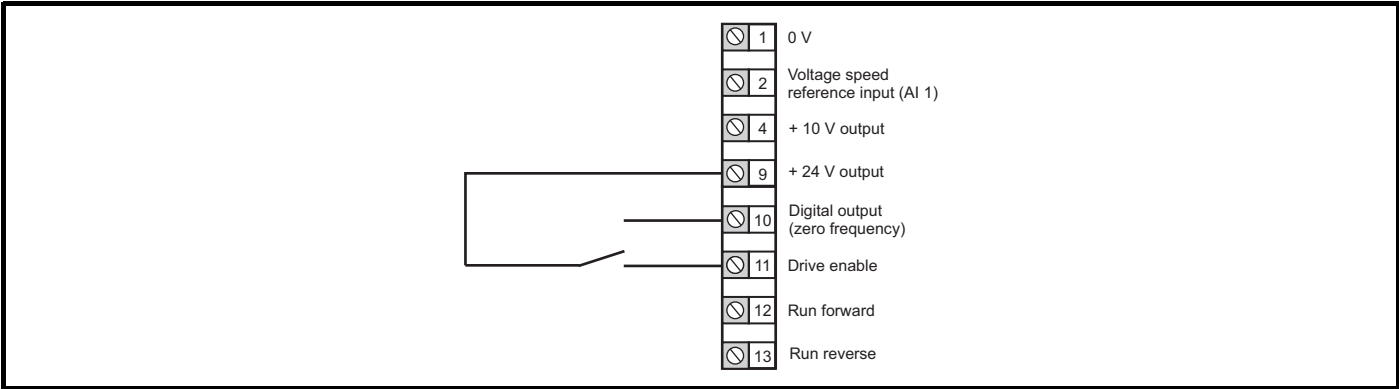 1 0 V
2 Voltage speed
reference input (AI 1)
4 + 10 V output
9 + 24 V output
10 Digital output
(zero frequency)
11 Drive enable
12 Run forward
13 Run reverse